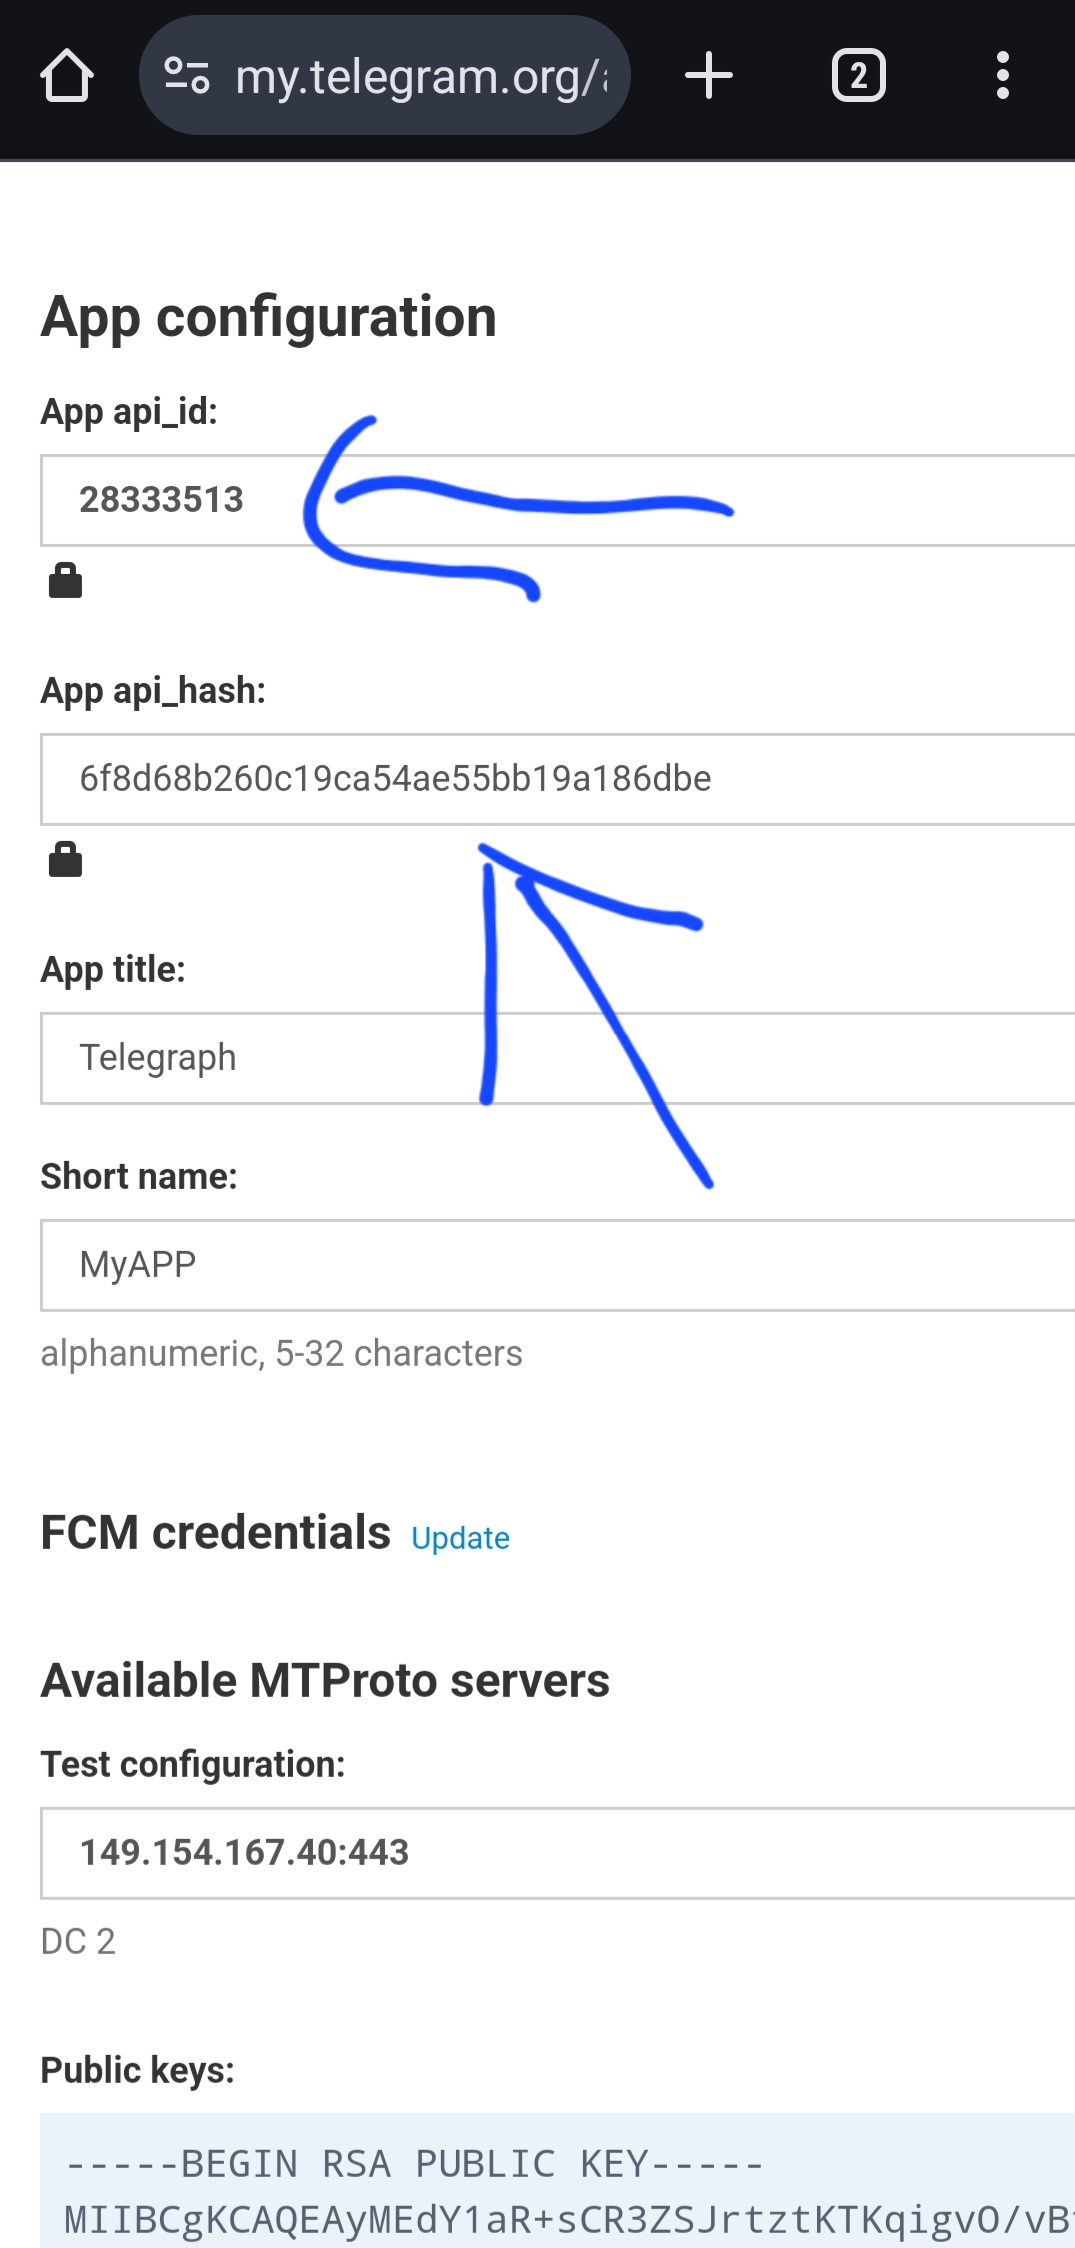 my.telegram.org/
2
App configuration
App api_id:
28333513
App api_hash:
6f8d68b260c19ca54ae55bb19a186dbe
App title:
Telegraph
Short name:
MyAPP
alphanumeric, 5-32 characters
FCM credentials Update
Available MTProto servers
Test configuration:
149.154.167.40:443
DC 2
Public keys:
-----BEGIN RSA PUBLIC KEY-----
MIIBCgKCAQEAyMEdY1aR+sCR3ZSJrtztKTKqigvO/vB